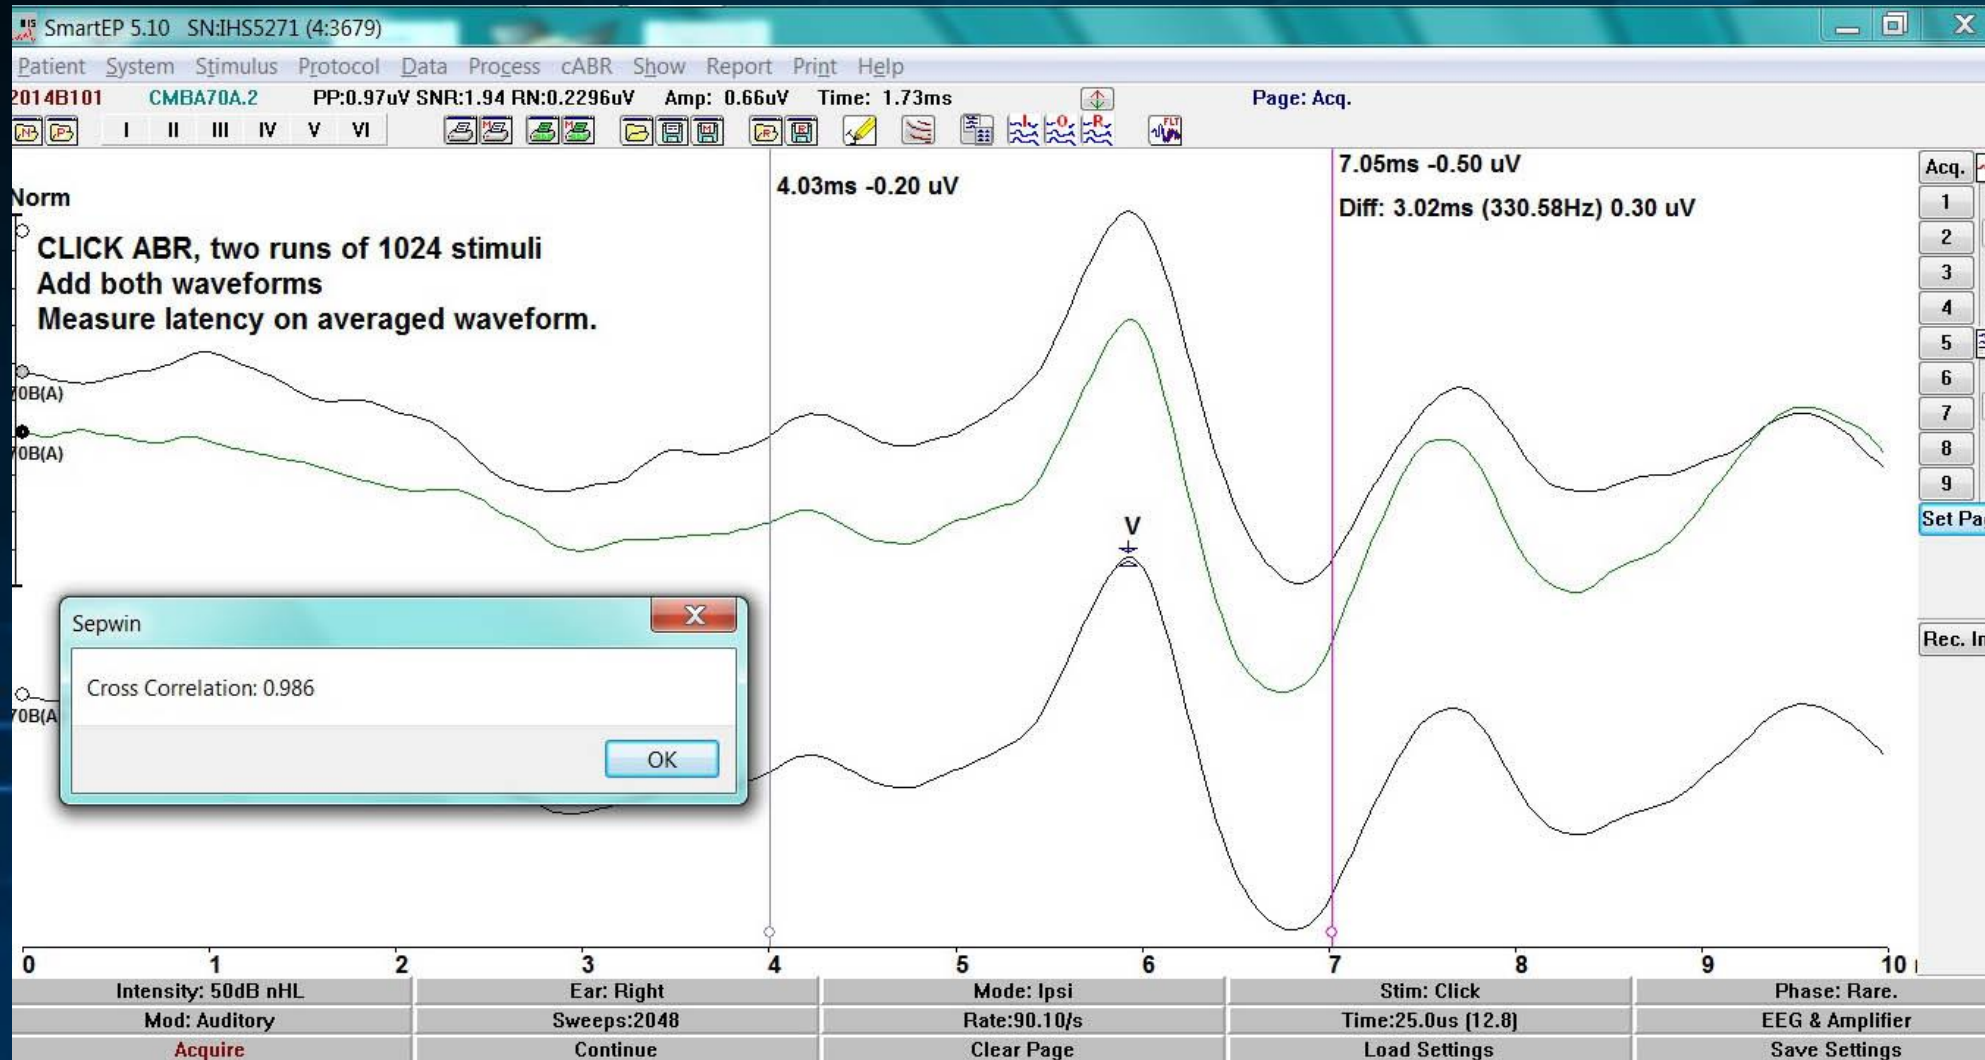 SmartEP 5.10 SN:IHS5271 (4:3679)
Patient System Stimulus Protocol Data Process cABR Show Report Print Help
2014B101 CMBA70A.2 PP:0.97uV SNR:1.94 RN:0.2296uV Amp: 0.66uV Time: 1.73ms Page: Acq.
I II III IV V VI
7.05ms -0.50 uV
4.03ms -0.20 uV
Diff: 3.02ms (330.58Hz) 0.30 uV
Norm
CLICK ABR, two runs of 1024 stimuli
Add both waveforms
Measure latency on averaged waveform.
70B(A)
70B(A)
V
Sepwin
Cross Correlation: 0.986
OK
70B(A
0 1 2 3 4 5 6 7 8 9 10
Acq.
1
2
3
4
5
6
7
8
9
Set Pa
Rec. In
Intensity: 50dB nHL Ear: Right Mode: Ipsi Stim: Click Phase: Rare.
Mod: Auditory Sweeps:2048 Rate:90.10/s Time:25.0us (12.8) EEG & Amplifier
Acquire Continue Clear Page Load Settings Save Settings